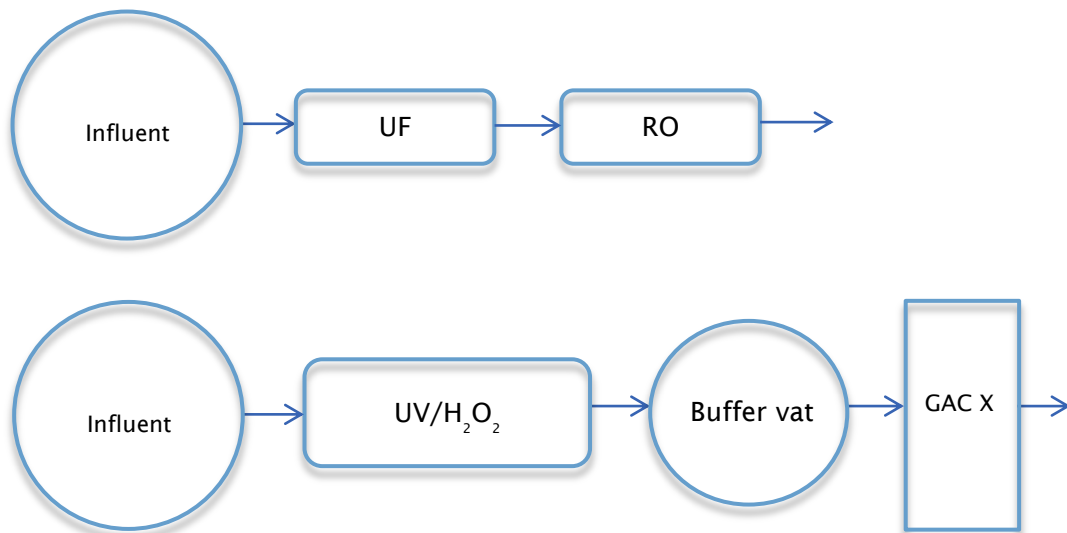 Influent
UF
RO
Influent
UV/H₂O₂
Buffer vat
GAC X